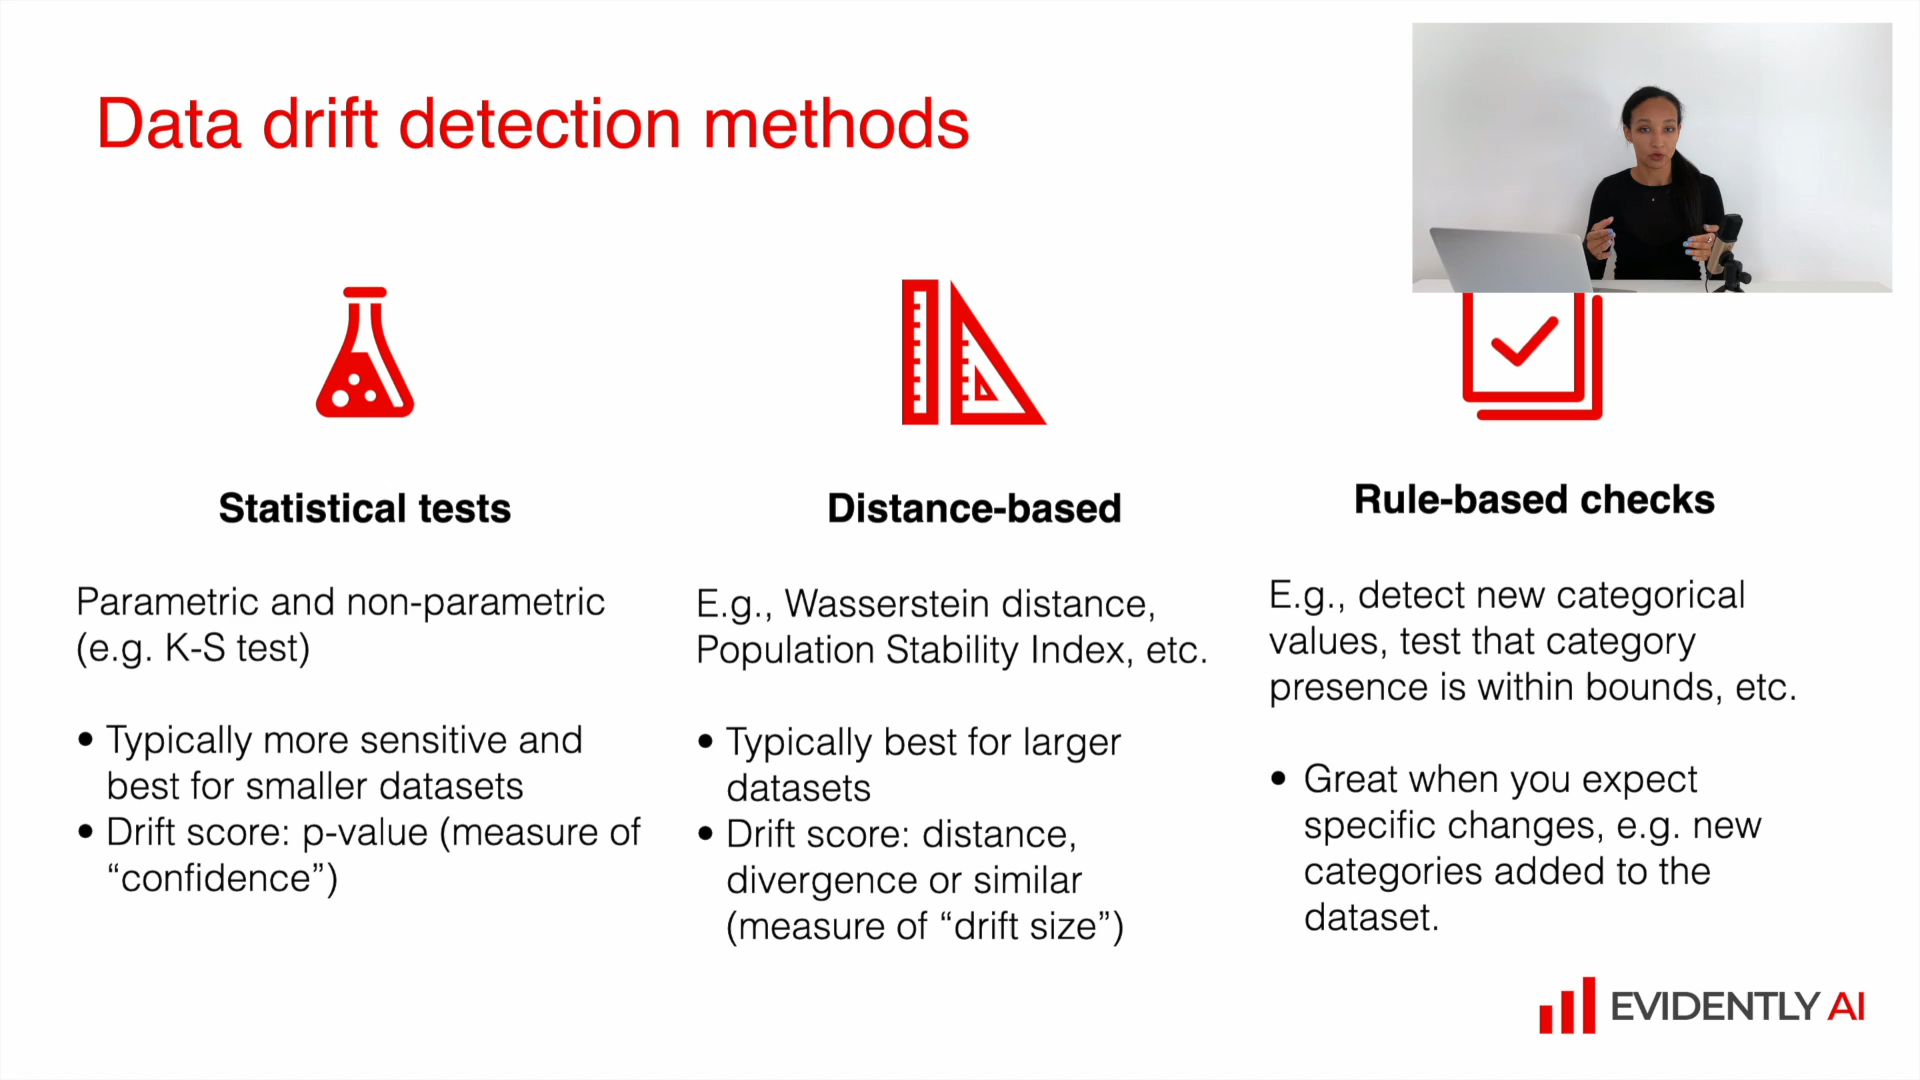 Data drift detection methods
Statistical tests
Parametric and non-parametric
(e.g. K-S test)
• Typically more sensitive and
best for smaller datasets
• Drift score: p-value (measure of
“confidence”)
Distance-based
E.g., Wasserstein distance,
Population Stability Index, etc.
• Typically best for larger
datasets
• Drift score: distance,
divergence or similar
(measure of “drift size”)
Rule-based checks
E.g., detect new categorical
values, test that category
presence is within bounds, etc.
• Great when you expect
specific changes, e.g. new
categories added to the
dataset.
EVIDENTLY AI